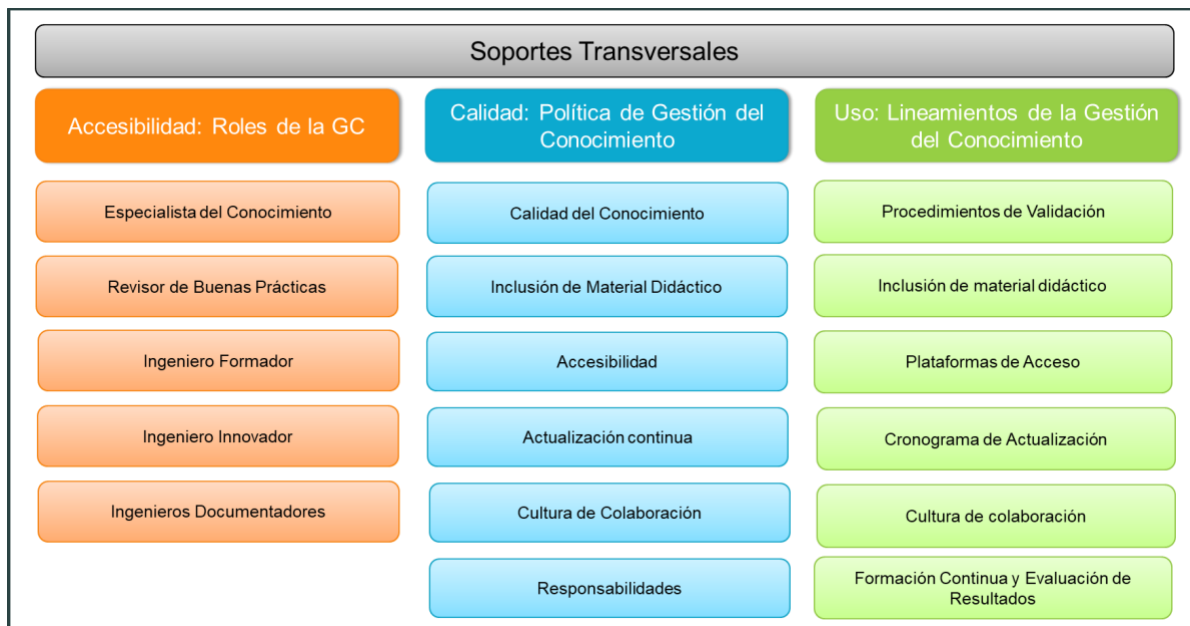 Soportes Transversales
Accesibilidad: Roles de la GC
Especialista del Conocimiento
Revisor de Buenas Prácticas
Ingeniero Formador
Ingeniero Innovador
Ingenieros Documentadores
Calidad: Política de Gestión del
Conocimiento
Calidad del Conocimiento
Inclusión de Material Didáctico
Accesibilidad
Actualización continua
Cultura de Colaboración
Responsabilidades
Uso: Lineamientos de la Gestión
del Conocimiento
Procedimientos de Validación
Inclusión de material didáctico
Plataformas de Acceso
Cronograma de Actualización
Cultura de colaboración
Formación Continua y Evaluación de
Resultados